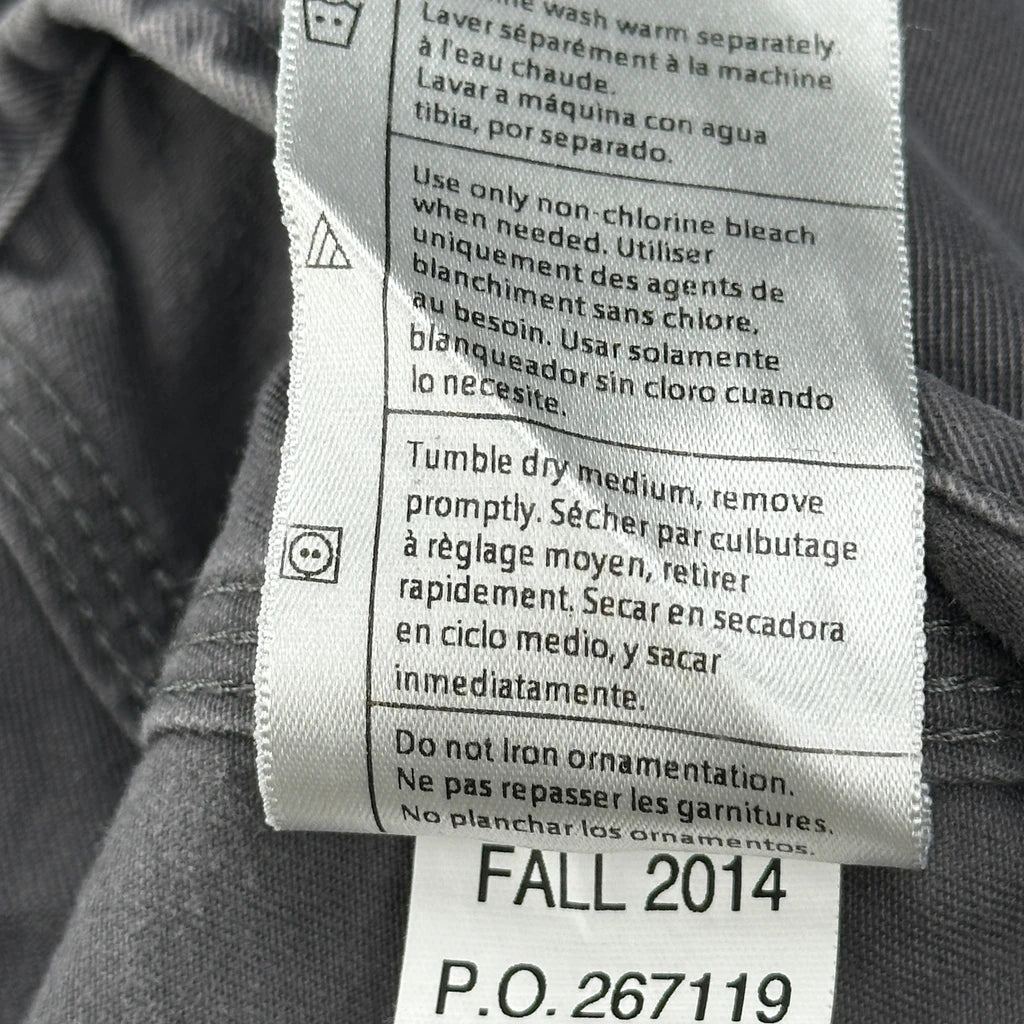 wash warm separately.
Laver séparément à la machine
à l'eau chaude.
Lavar a máquina con agua
tibia, por separado.
Use only non-chlorine bleach
when needed. Utiliser
uniquement des agents de
blanchiment sans chlore,
au besoin. Usar solamente
blanqueador sin cloro cuando
lo necesite.
Tumble dry medium, remove
promptly. Sécher par culbutage
à règlage moyen, retirer
rapidement. Secar en secadora
en ciclo medio, y sacar
inmediatamente.
Do not Iron ornamentation.
Ne pas repasser les garnitures.
No planchar los ornamentos.
FALL 2014
P.O. 267119